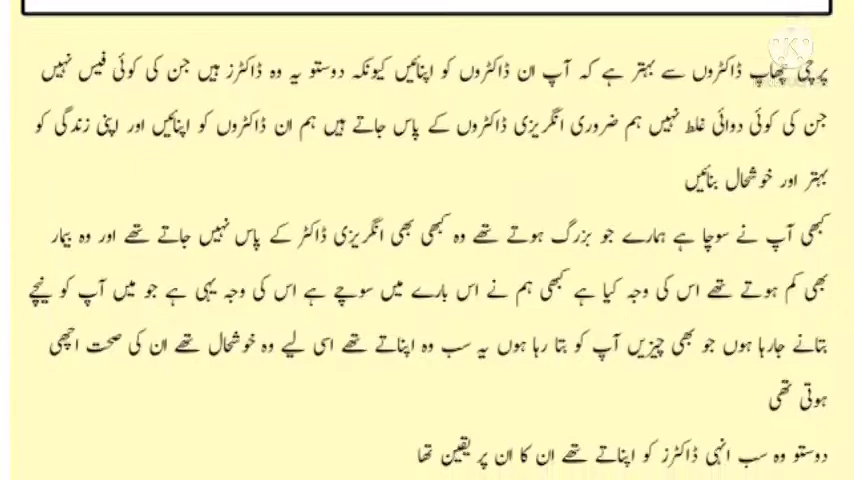 پرچی چھاپ ڈاکٹروں سے بہتر ہے کہ آپ ان ڈاکٹروں کو اپنائیں کیونکہ دوستو یہ وہ ڈاکٹرز ہیں جن کی کوئی فیس نہیں
جن کی کوئی دوائی غلط نہیں ہم ضروری انگریزی ڈاکٹروں کے پاس جاتے ہیں ہم ان ڈاکٹروں کو اپنائیں اور اپنی زندگی کو
بہتر اور خوشحال بنائیں
کبھی آپ نے سوچا ہے ہمارے جو بزرگ ہوتے تھے وہ کبھی بھی انگریزی ڈاکٹر کے پاس نہیں جاتے تھے اور وہ بیمار
بھی کم ہوتے تھے اس کی وجہ کیا ہے کبھی ہم نے اس بارے میں سوچے ہے اس کی وجہ یہی ہے جو میں آپ کو نیچے
بتانے جارہا ہوں جو بھی چیزیں آپ کو بتا رہا ہوں یہ سب وہ اپناتے تھے اسی لیے وہ خوشحال تھے ان کی صحت اچھی
ہوتی تھی
دوستو وہ سب انہی ڈاکٹرز کو اپناتے تھے ان کا ان پر یقین تھا